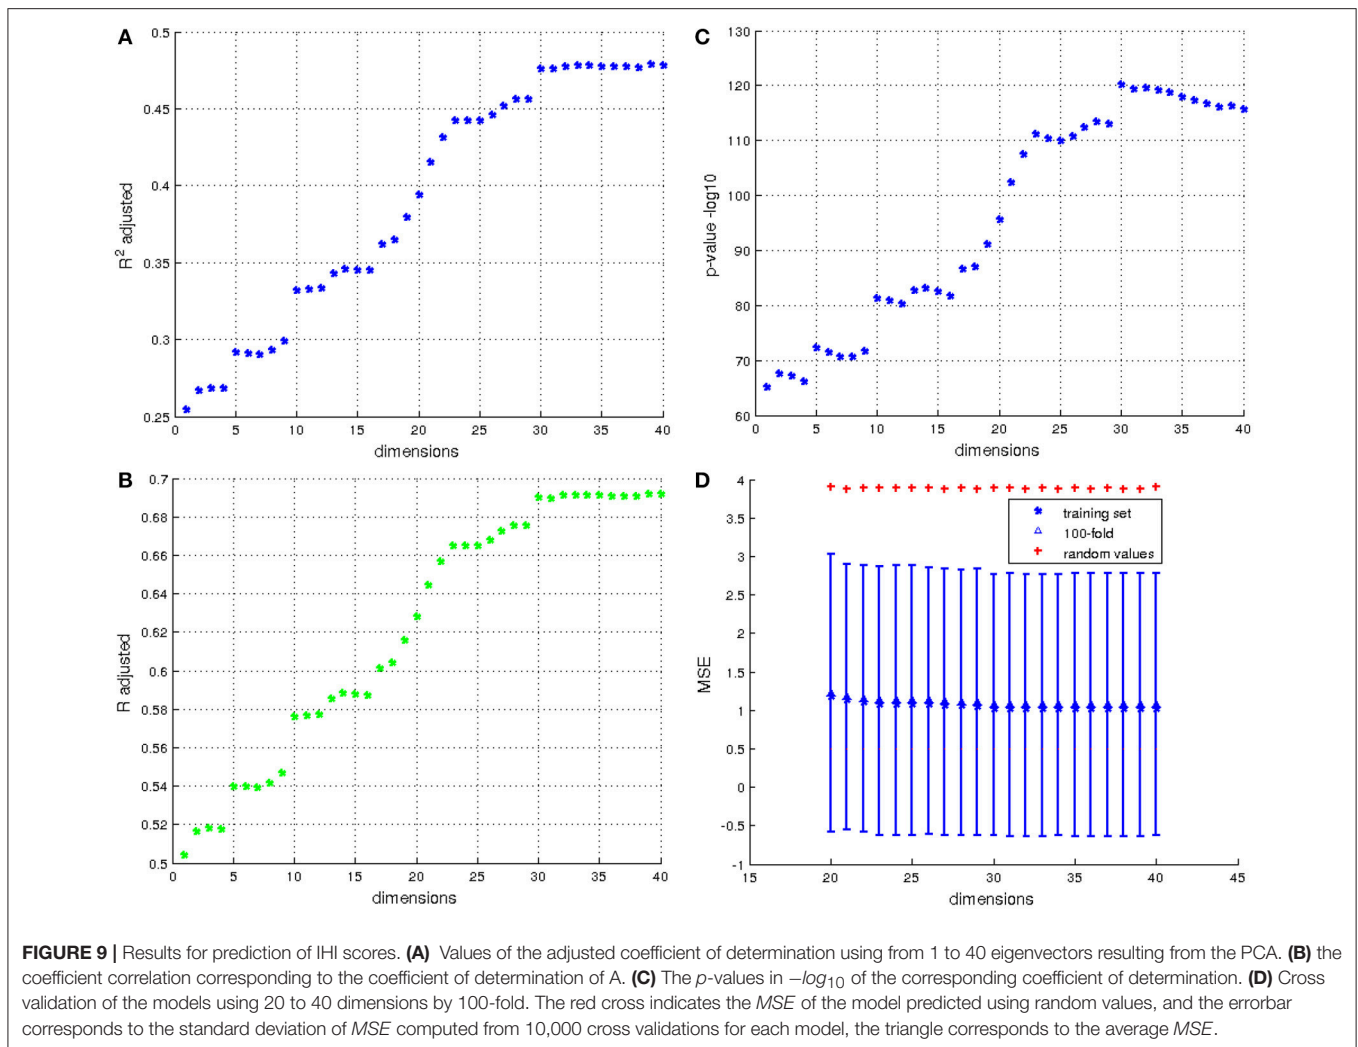 A
0.5
0.45
0.4
0.35
0.3
0.25
R² adjusted
0 5 10 15 20 25 30 35 40
dimensions
C
130
120
110
100
90
80
70
60
p-value -log10
0 5 10 15 20 25 30 35 40
dimensions
B
0.7
0.68
0.66
0.64
0.62
0.6
0.58
0.56
0.54
0.52
0.5
R adjusted
0 5 10 15 20 25 30 35 40
dimensions
D
4
3.5
3
2.5
2
1.5
1
0.5
0
-0.5
-1
MSE
training set
100-fold
random values
15 20 25 30 35 40 45
dimensions
FIGURE 9 | Results for prediction of IHI scores. (A) Values of the adjusted coefficient of determination using from 1 to 40 eigenvectors resulting from the PCA. (B) the
coefficient correlation corresponding to the coefficient of determination of A. (C) The p-values in −log₁₀ of the corresponding coefficient of determination. (D) Cross
validation of the models using 20 to 40 dimensions by 100-fold. The red cross indicates the MSE of the model predicted using random values, and the errorbar
corresponds to the standard deviation of MSE computed from 10,000 cross validations for each model, the triangle corresponds to the average MSE.